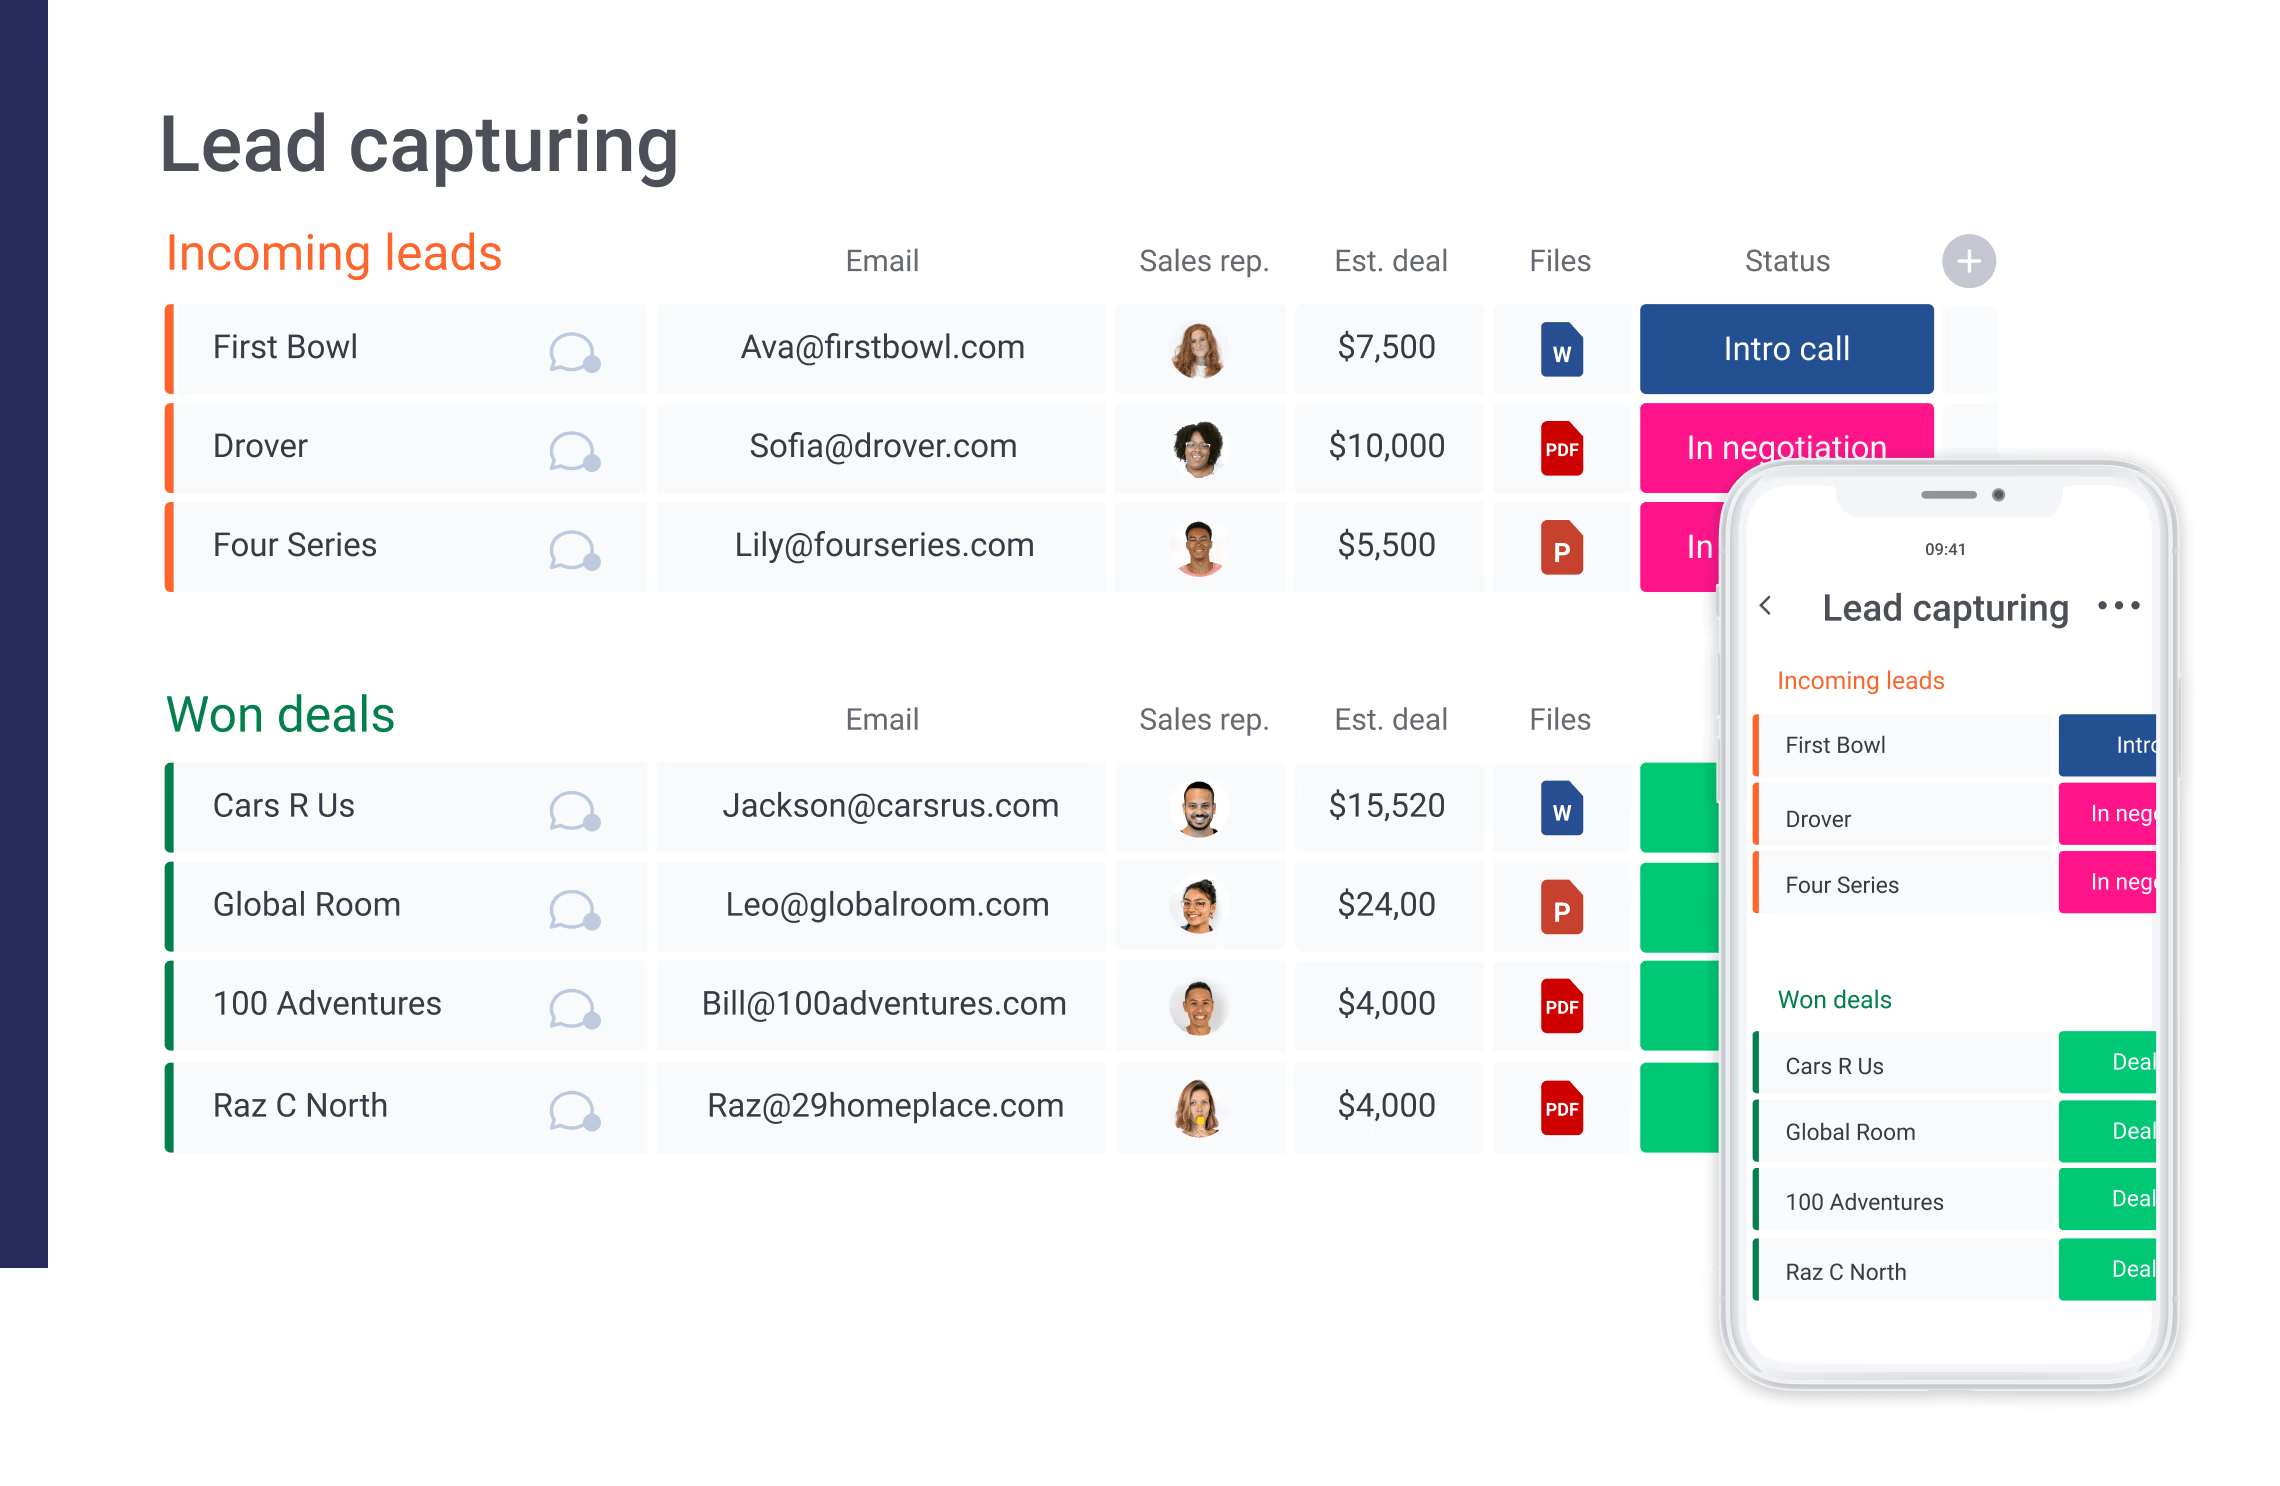 Lead capturing
Incoming leads Email Sales rep. Est. deal Files Status +
First Bowl Ava@firstbowl.com $7,500 W Intro call
Drover Sofia@drover.com $10,000 PDF In negotiation
Four Series Lily@fourseries.com $5,500 P In
Won deals Email Sales rep. Est. deal Files
Cars R Us Jackson@carsrus.com $15,520 W
Global Room Leo@globalroom.com $24,00 P
100 Adventures Bill@100adventures.com $4,000 PDF
Raz C North Raz@29homeplace.com $4,000 PDF
09:41
Lead capturing
Incoming leads
First Bowl Intro
Drover In nego
Four Series In nego
Won deals
Cars R Us Deal
Global Room Deal
100 Adventures Deal
Raz C North Deal